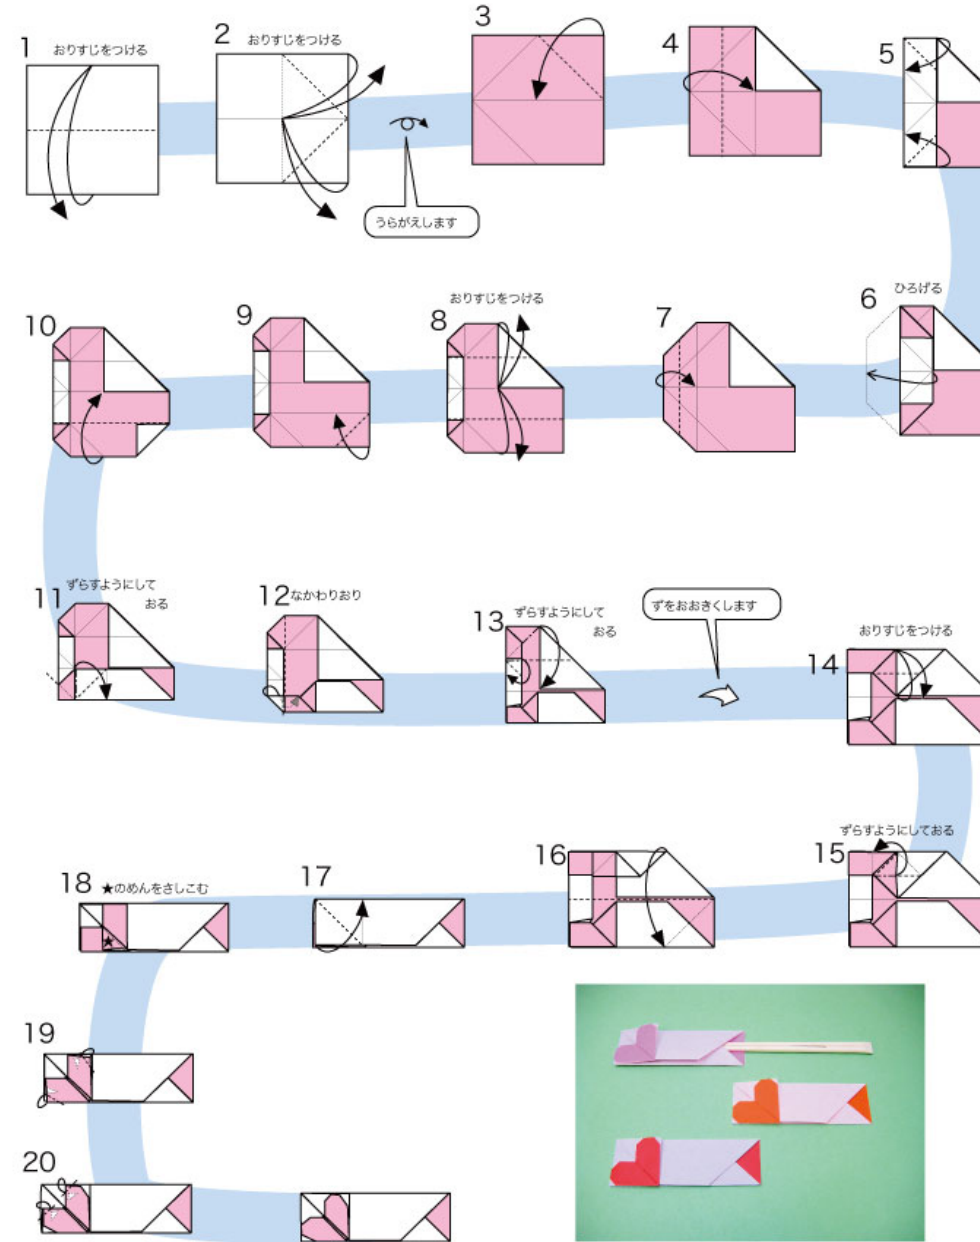 1 おりすじをつける
2 おりすじをつける
うらがえします
3
4
5
6 ひろげる
7
8 おりすじをつける
9
10
11 ずらすようにして
おる
12 なかわりおり
13 ずらすようにして
おる
ずをおおきくします
14 おりすじをつける
15 ずらすようにしておる
16
17
18 ★のめんをさしこむ
★
19
20